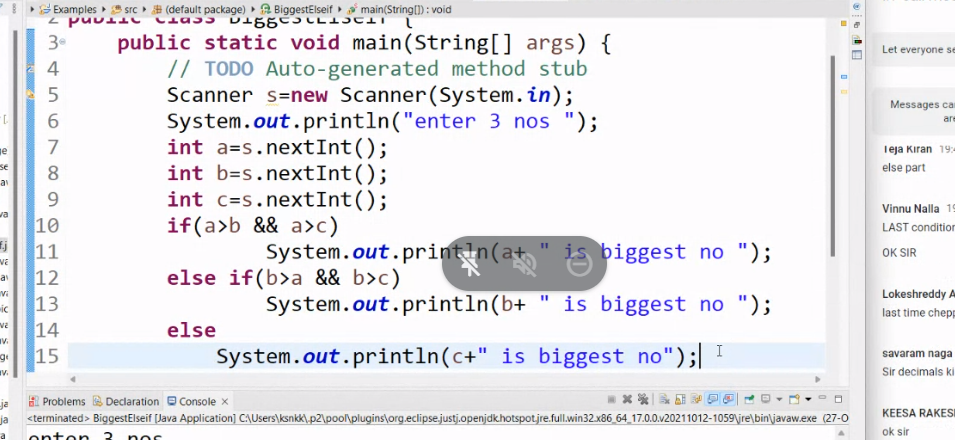 Examples src (default package) BiggestElseif main(String[]) : void
2 public class BiggestElseif {
3 public static void main(String[] args) {
4 // TODO Auto-generated method stub
5 Scanner s=new Scanner(System.in);
6 System.out.println("enter 3 nos ");
7 int a=s.nextInt();
8 int b=s.nextInt();
9 int c=s.nextInt();
10 if(a>b && a>c)
11 System.out.println(a+ " is biggest no ");
12 else if(b>a && b>c)
13 System.out.println(b+ " is biggest no ");
14 else
15 System.out.println(c+" is biggest no");
Problems Declaration Console
<terminated> BiggestElseif [Java Application] C:\Users\ksnkk\.p2\pool\plugins\org.eclipse.justj.openjdk.hotspot.jre.full.win32.x86_64_17.0.0.v20211012-1059\jre\bin\javaw.exe (27-O
enter 3 nos
Let everyone se
Messages ca
are
Teja Kiran 19:4
else part
Vinnu Nalla 19
LAST condition
OK SIR
Lokeshreddy A
last time chepp
savaram naga
Sir decimals ki
KEESA RAKES
ok sir